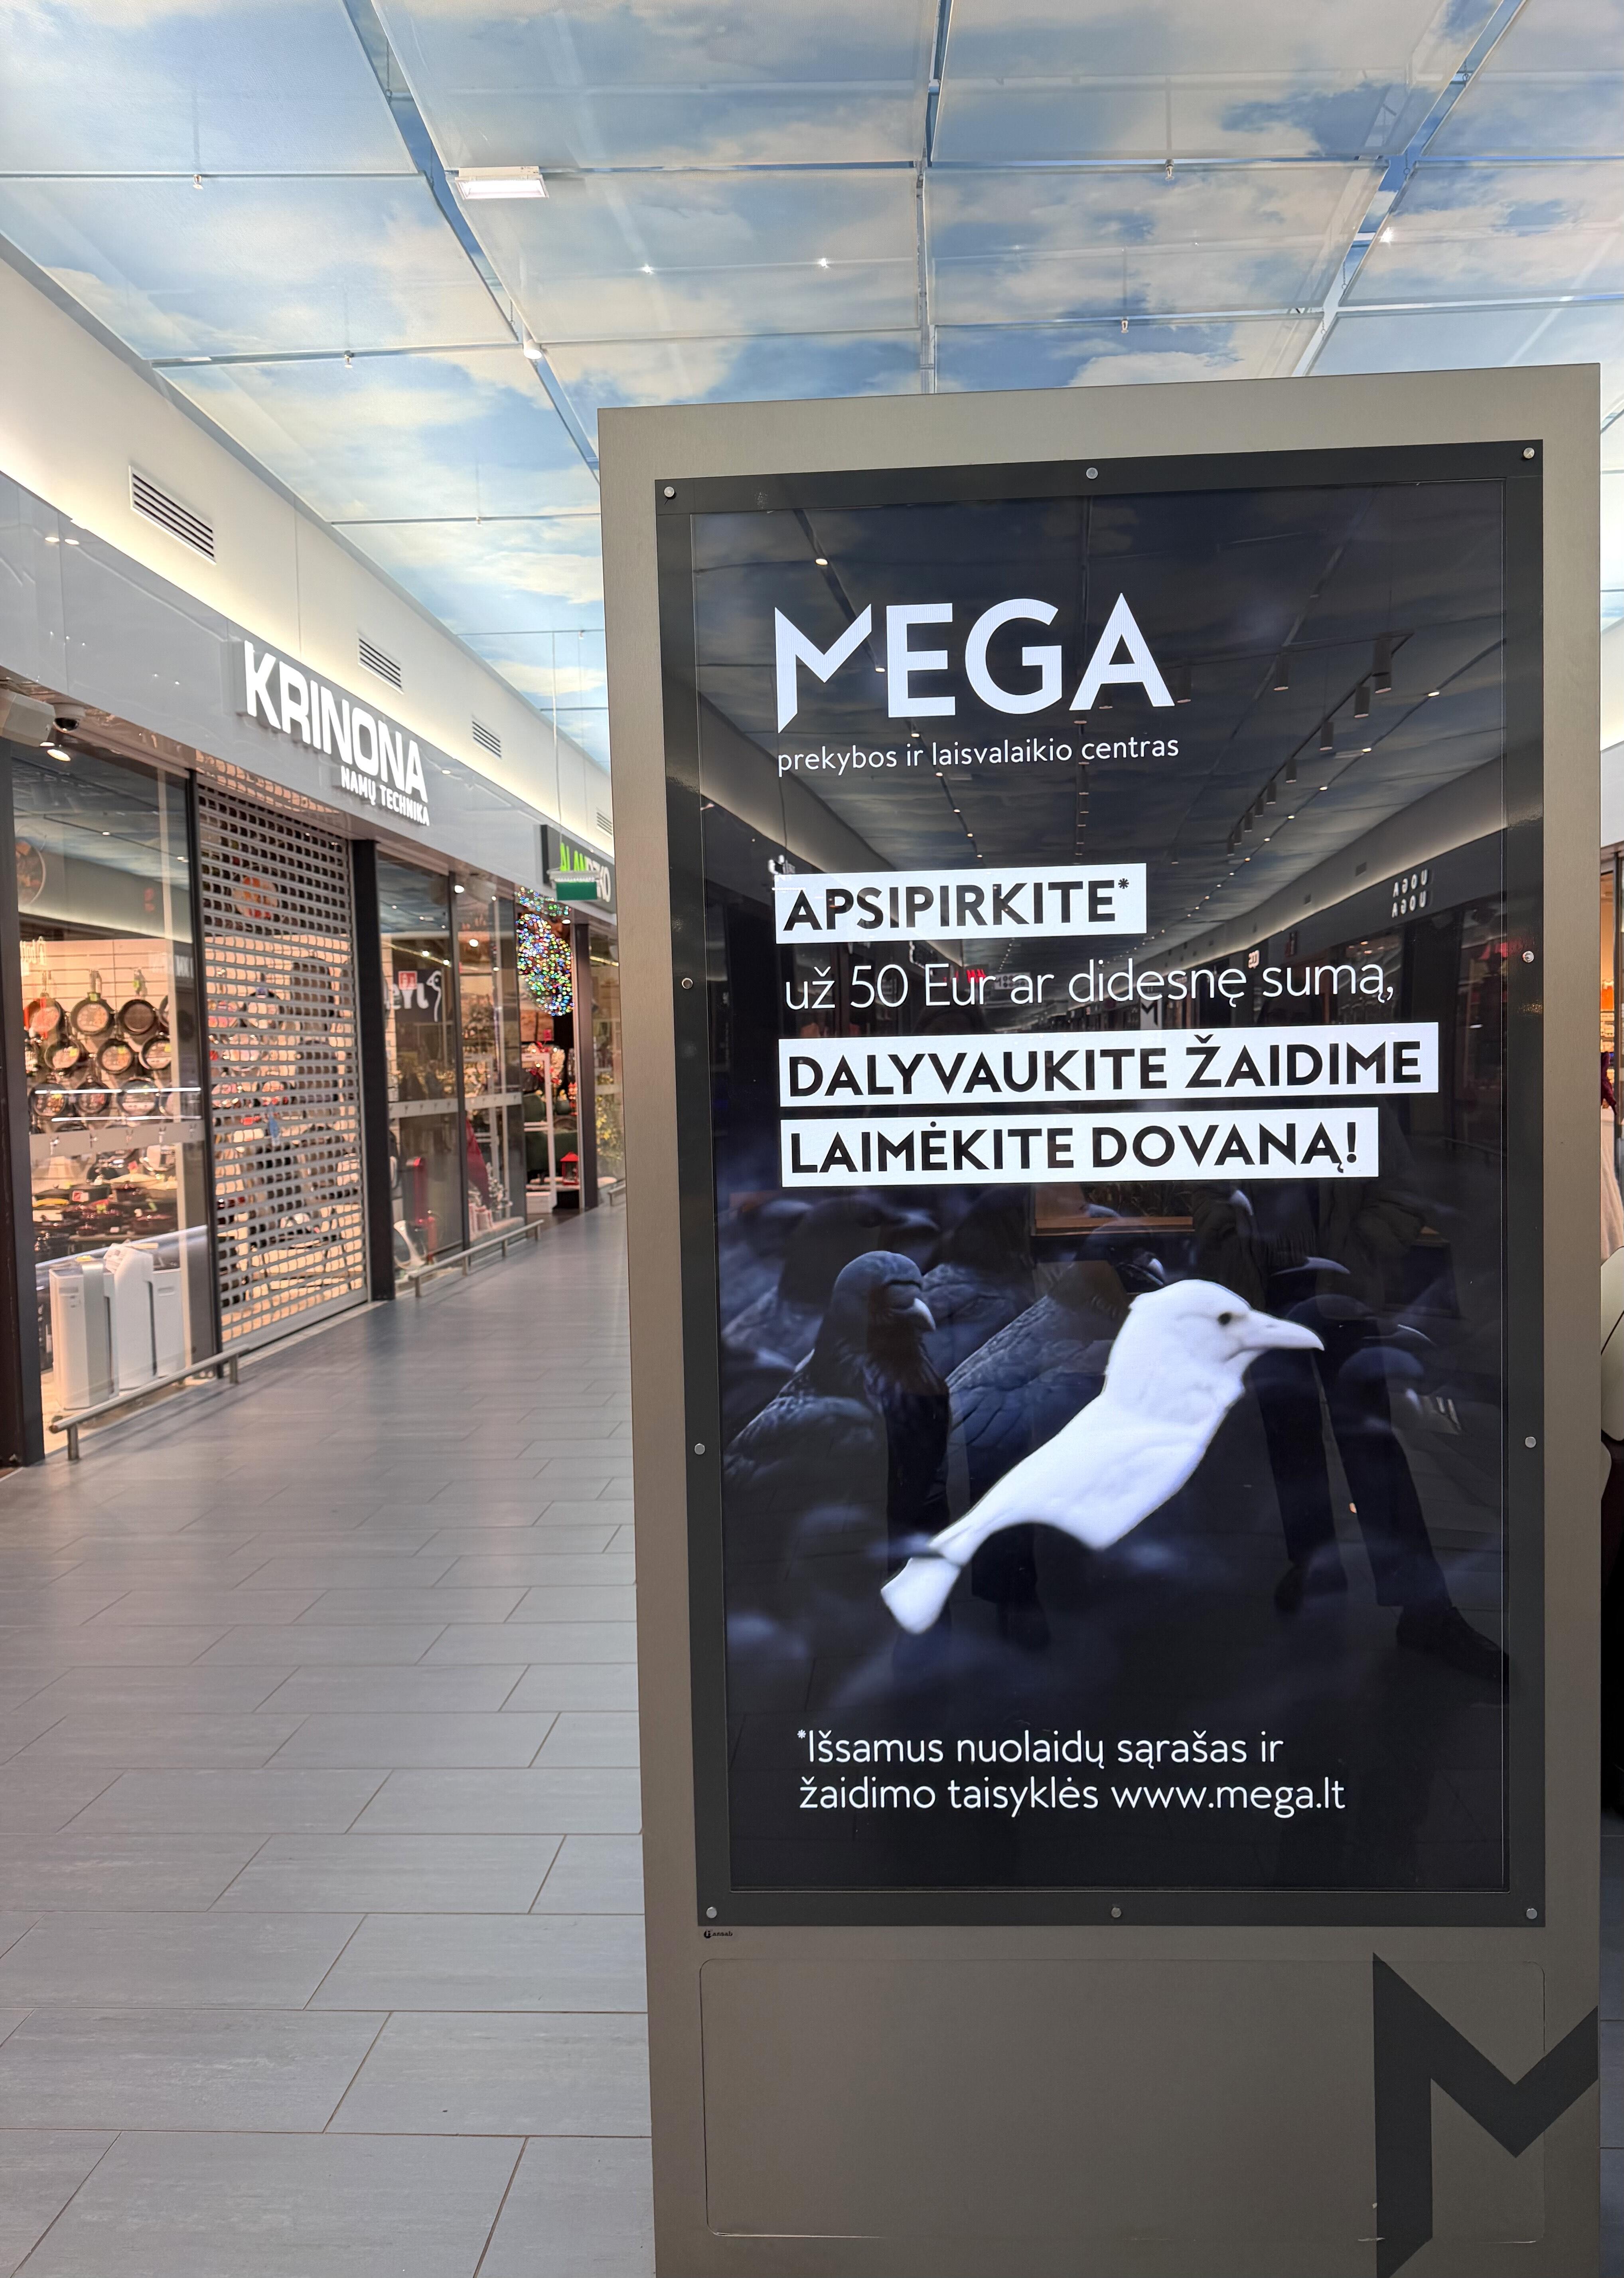 KRINONA
NAMŲ TECHNIKA
MEGA
prekybos ir laisvalaikio centras
APSIPIRKITE*
už 50 Eur ar didesnę sumą,
DALYVAUKITE ŽAIDIME
LAIMĖKITE DOVANĄ!
*Išsamus nuolaidų sąrašas ir
žaidimo taisyklės www.mega.lt